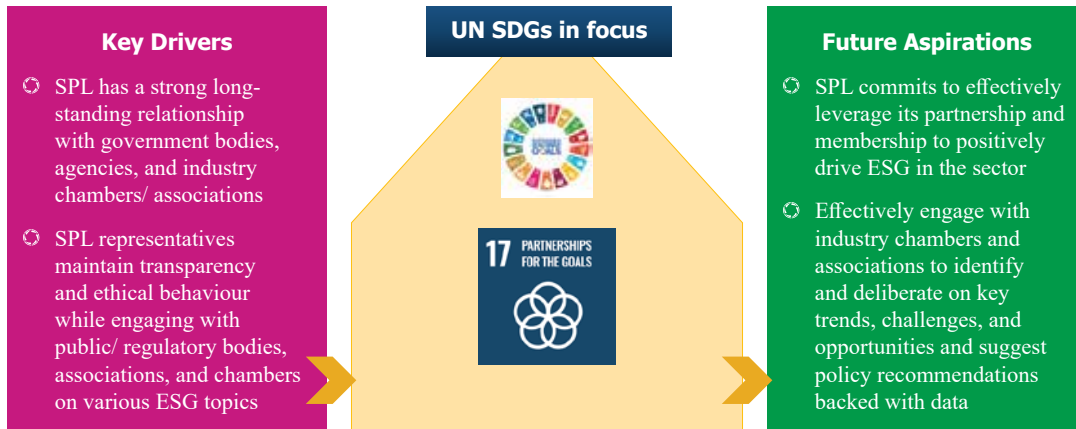 Key Drivers
SPL has a strong long-
standing relationship
with government bodies,
agencies, and industry
chambers/ associations
SPL representatives
maintain transparency
and ethical behaviour
while engaging with
public/ regulatory bodies,
associations, and chambers
on various ESG topics
UN SDGs in focus
17 PARTNERSHIPS
FOR THE GOALS
Future Aspirations
SPL commits to effectively
leverage its partnership and
membership to positively
drive ESG in the sector
Effectively engage with
industry chambers and
associations to identify
and deliberate on key
trends, challenges, and
opportunities and suggest
policy recommendations
backed with data